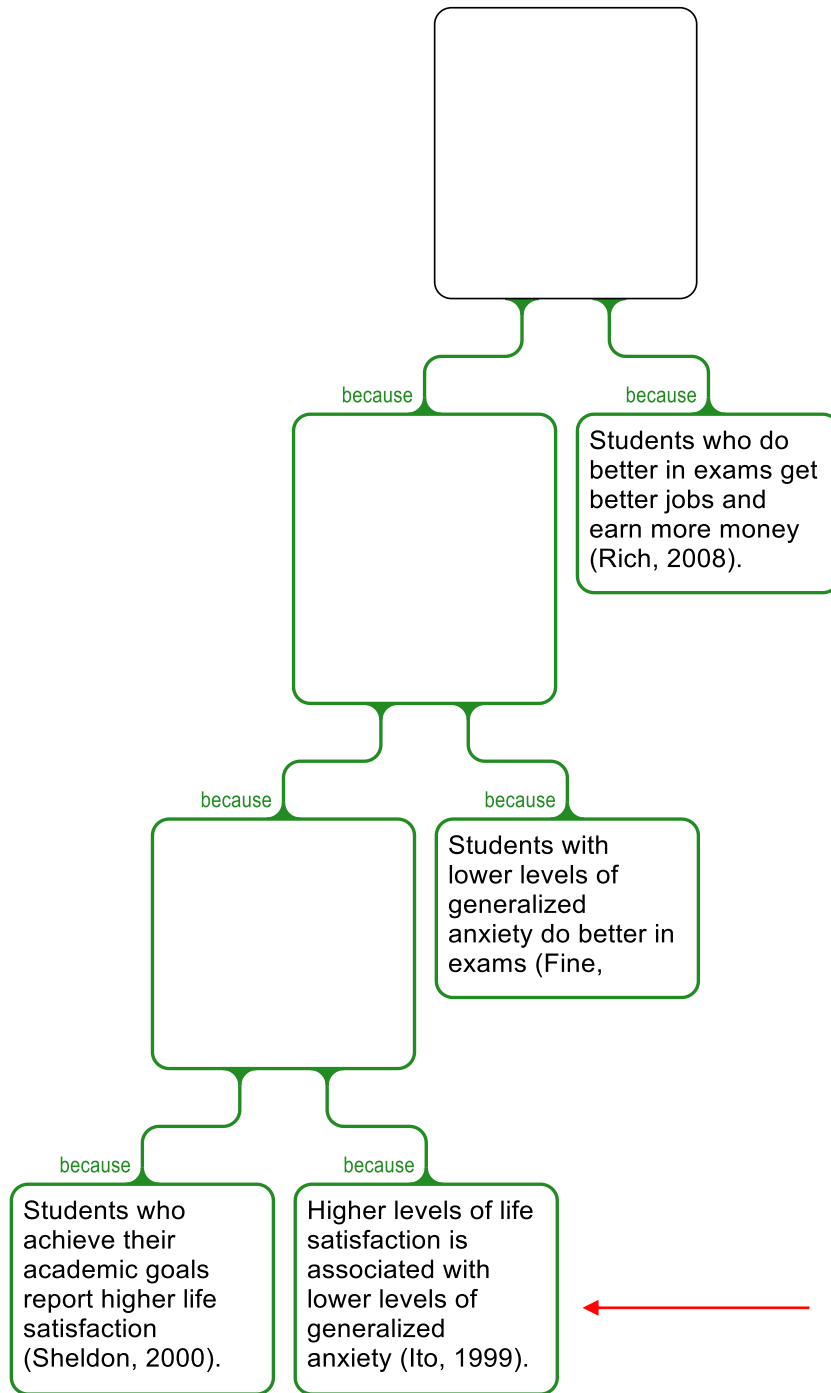 because
because
Students who do
better in exams get
better jobs and
earn more money
(Rich, 2008).
because
because
Students with
lower levels of
generalized
anxiety do better in
exams (Fine,
because
because
Students who
achieve their
academic goals
report higher life
satisfaction
(Sheldon, 2000).
Higher levels of life
satisfaction is
associated with
lower levels of
generalized
anxiety (Ito, 1999).